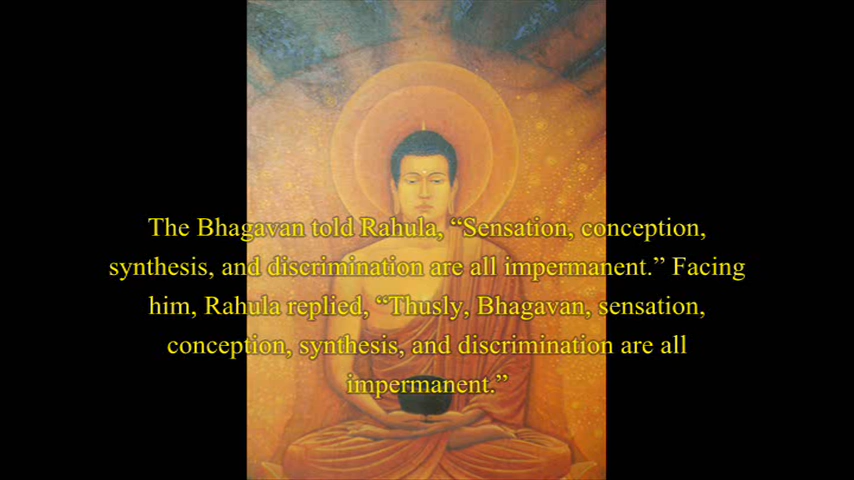 The Bhagavan told Rahula, “Sensation, conception,
synthesis, and discrimination are all impermanent.” Facing
him, Rahula replied, “Thusly, Bhagavan, sensation,
conception, synthesis, and discrimination are all
impermanent.”